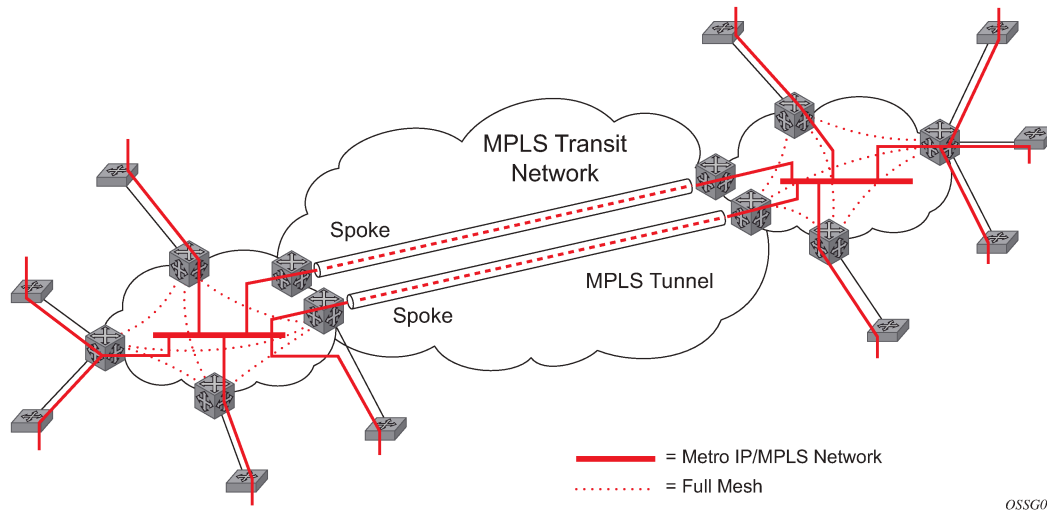 MPLS Transit
Network
Spoke
MPLS Tunnel
Spoke
= Metro IP/MPLS Network
= Full Mesh
OSSG0